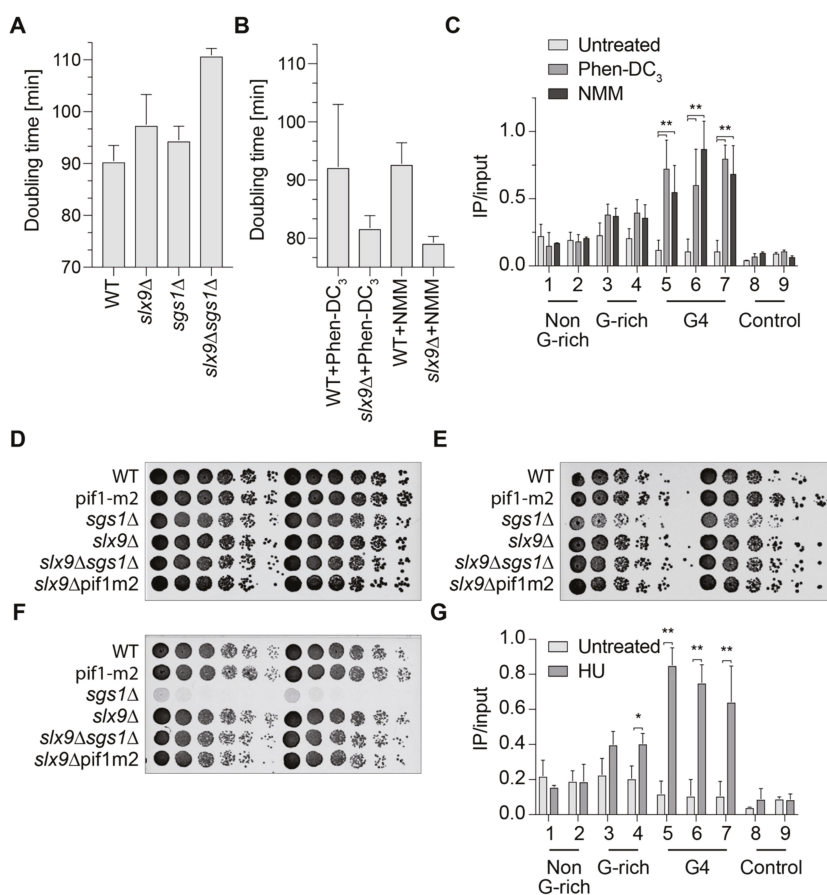 A
Doubling time [min]
110
100
90
80
70
WT
slx9Δ
sgs1Δ
slx9Δsgs1Δ
B
Doubling time [min]
110
100
90
80
WT+Phen-DC3
slx9Δ+Phen-DC3
WT+NMM
slx9Δ+NMM
C
Untreated
Phen-DC3
NMM
IP/input
1.0
0.5
0.0
** ** **
1 2 3 4 5 6 7 8 9
Non G-rich
G-rich
G4
Control
D
WT
pif1-m2
sgs1Δ
slx9Δ
slx9Δsgs1Δ
slx9Δpif1m2
E
WT
pif1-m2
sgs1Δ
slx9Δ
slx9Δsgs1Δ
slx9Δpif1m2
F
WT
pif1-m2
sgs1Δ
slx9Δ
slx9Δsgs1Δ
slx9Δpif1m2
G
Untreated
HU
IP/input
1.0
0.8
0.6
0.4
0.2
0.0
* ** ** **
1 2 3 4 5 6 7 8 9
Non G-rich
G-rich
G4
Control